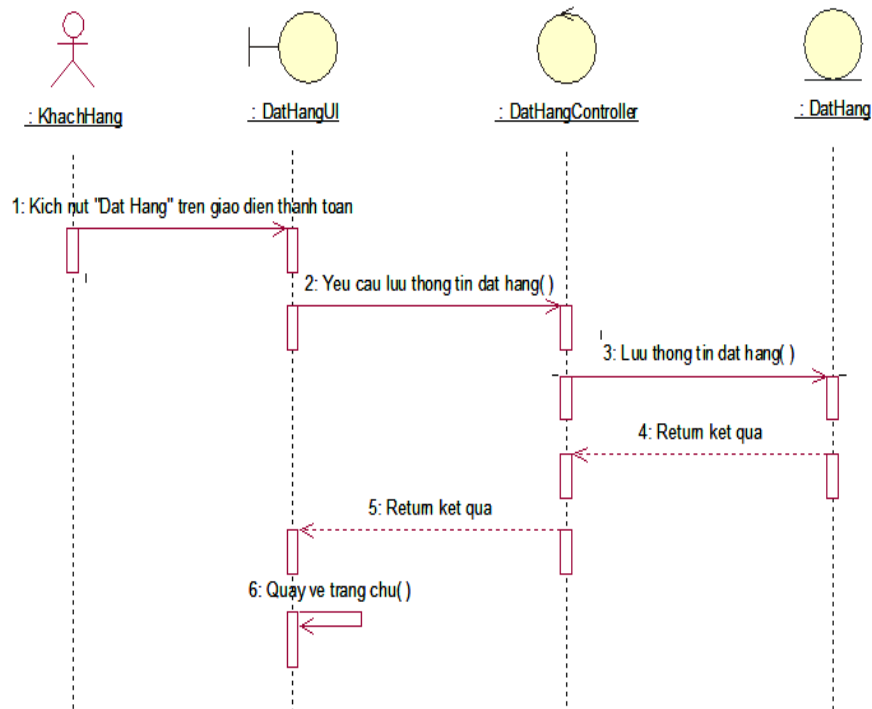 : KhachHang
: DatHangUI
: DatHangController
: DatHang
1: Kich nut "Dat Hang" tren giao dien thanh toan
2: Yeu cau luu thong tin dat hang( )
3: Luu thong tin dat hang( )
4: Return ket qua
5: Return ket qua
6: Quay ve trang chu( )